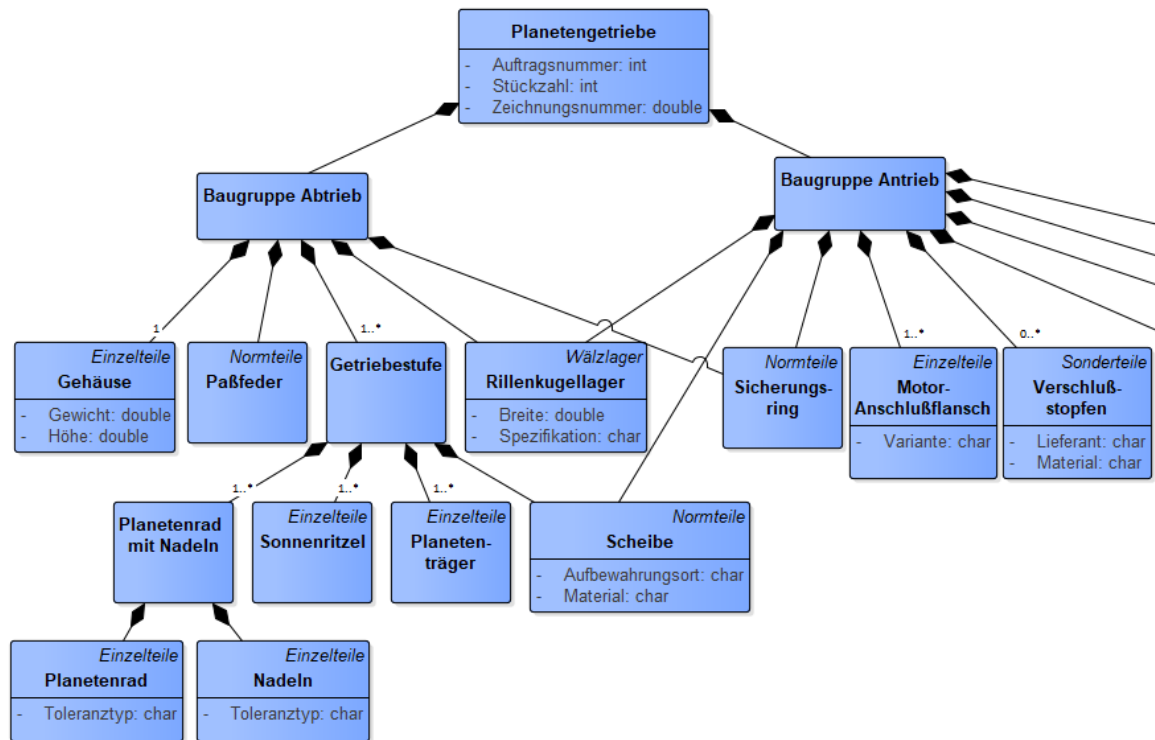 Planetengetriebe
- Auftragsnummer: int
- Stückzahl: int
- Zeichnungsnummer: double
Baugruppe Abtrieb
Baugruppe Antrieb
1
1..*
1..*
0..*
Einzelteile
Gehäuse
- Gewicht: double
- Höhe: double
Normteile
Paßfeder
Getriebestufe
Wälzlager
Rillenkugellager
- Breite: double
- Spezifikation: char
Normteile
Sicherungs-
ring
Einzelteile
Motor-
Anschlußflansch
- Variante: char
Sonderteile
Verschluß-
stopfen
- Lieferant: char
- Material: char
1..*
1..*
1..*
Planetenrad
mit Nadeln
Einzelteile
Sonnenritzel
Einzelteile
Planeten-
träger
Normteile
Scheibe
- Aufbewahrungsort: char
- Material: char
Einzelteile
Planetenrad
- Toleranztyp: char
Einzelteile
Nadeln
- Toleranztyp: char